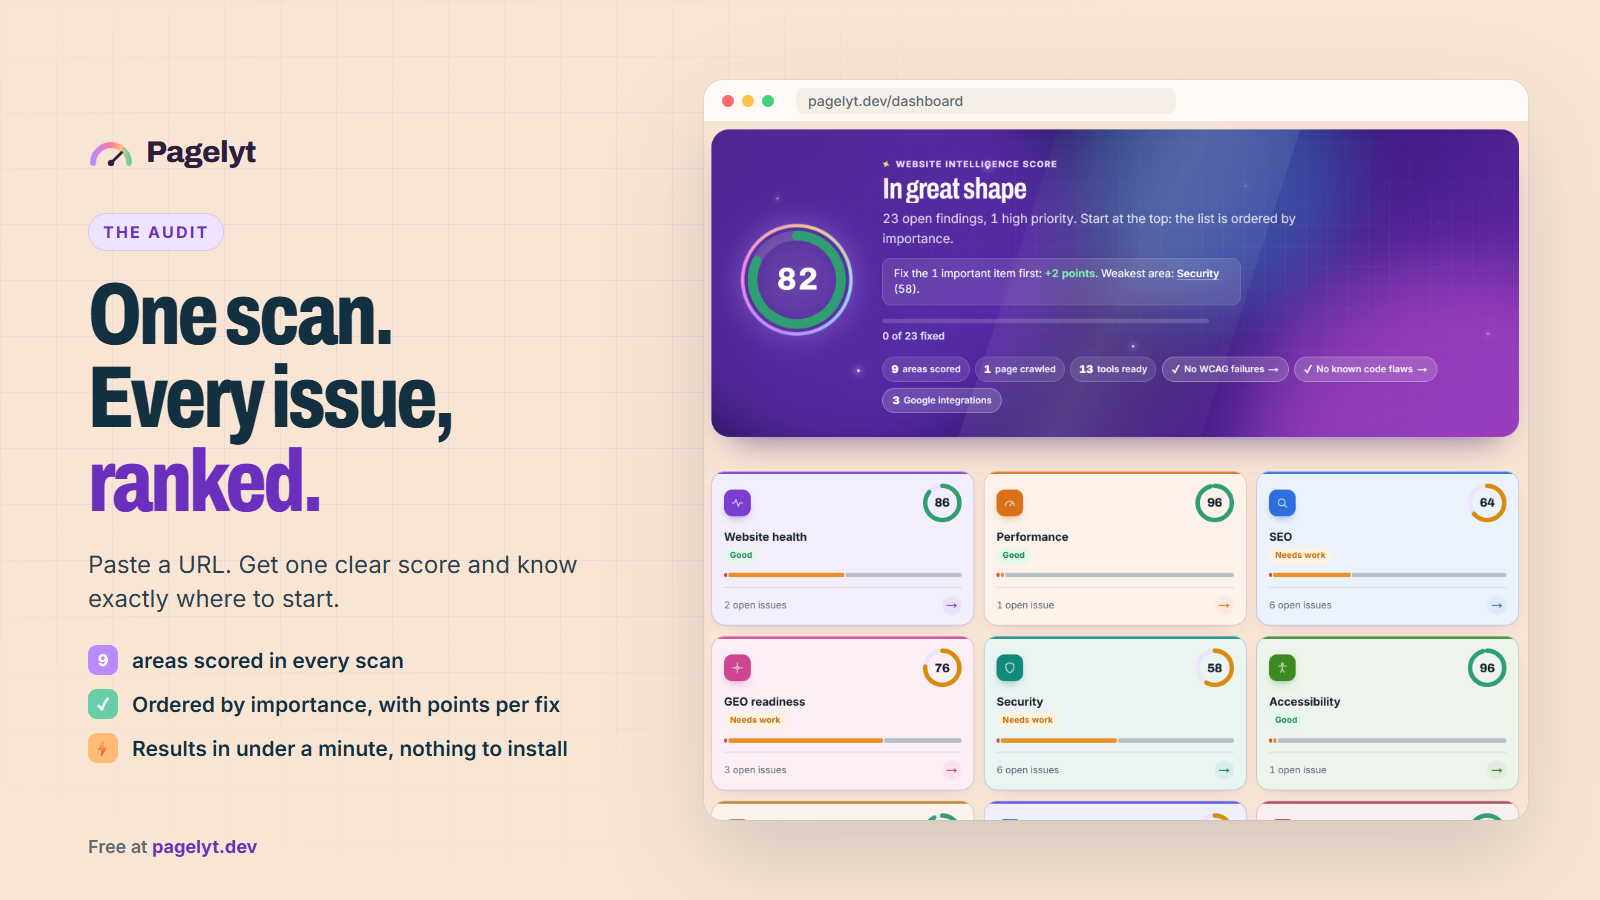 Pagelyt
THE AUDIT
One scan.
Every issue,
ranked.
Paste a URL. Get one clear score and know
exactly where to start.
9 areas scored in every scan
✓ Ordered by importance, with points per fix
Results in under a minute, nothing to install
Free at pagelyt.dev
pagelyt.dev/dashboard
WEBSITE INTELLIGENCE SCORE
In great shape
23 open findings, 1 high priority. Start at the top: the list is ordered by
importance.
82
Fix the 1 important item first: +2 points. Weakest area: Security
(58).
0 of 23 fixed
9 areas scored
1 page crawled
13 tools ready
✓ No WCAG failures →
✓ No known code flaws →
3 Google integrations
86
Website health
Good
2 open issues →
96
Performance
Good
1 open issue →
64
SEO
Needs work
6 open issues →
76
GEO readiness
Needs work
3 open issues →
58
Security
Needs work
6 open issues →
96
Accessibility
Good
1 open issue →